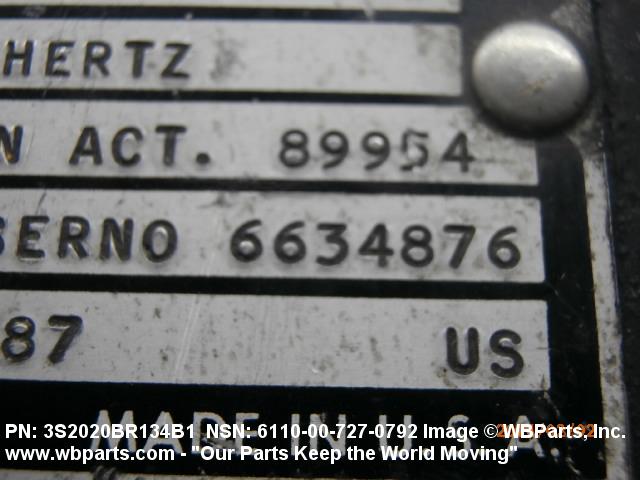 HERTZ
N ACT. 89954
SERNO 6634876
87 US
MADE IN U.S.A.
PN: 3S2020BR134B1 NSN: 6110-00-727-0792 Image © WBParts, Inc.
www.wbparts.com - "Our Parts Keep the World Moving"